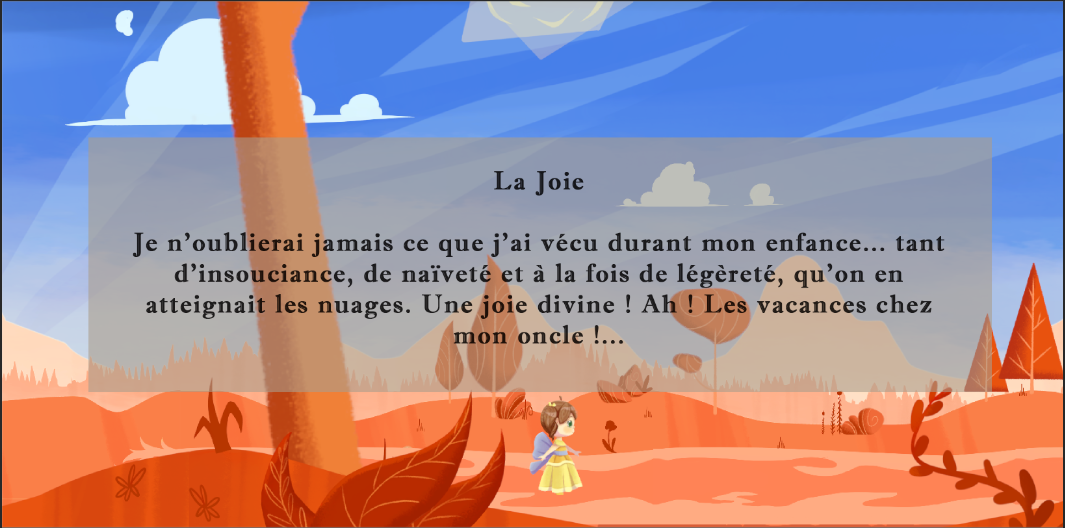 La Joie
Je n'oublierai jamais ce que j'ai vécu durant mon enfance... tant
d'insouciance, de naïveté et à la fois de légèreté, qu'on en
atteignait les nuages. Une joie divine ! Ah ! Les vacances chez
mon oncle !...